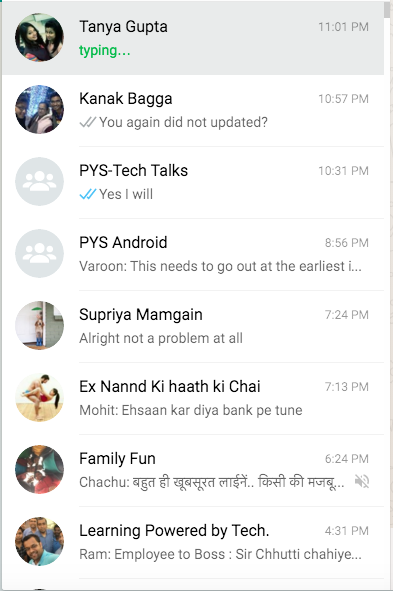 Tanya Gupta 11:01 PM
typing...
Kanak Bagga 10:57 PM
You again did not updated?
PYS-Tech Talks 10:31 PM
Yes I will
PYS Android 8:56 PM
Varoon: This needs to go out at the earliest i...
Supriya Mamgain 7:24 PM
Alright not a problem at all
Ex Nannd Ki haath ki Chai 7:13 PM
Mohit: Ehsaan kar diya bank pe tune
Family Fun 6:24 PM
Chachu: बहुत ही खूबसूरत लाईनें.. किसी की मजबू...
Learning Powered by Tech. 4:31 PM
Ram: Employee to Boss : Sir Chhutti chahiye...